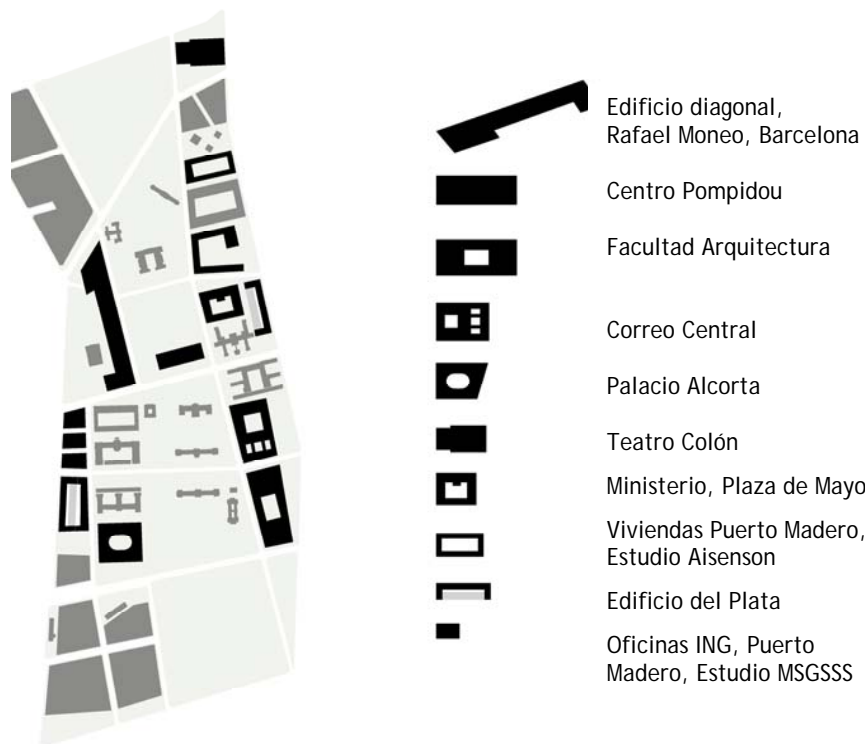 Edificio diagonal,
Rafael Moneo, Barcelona
Centro Pompidou
Facultad Arquitectura
Correo Central
Palacio Alcorta
Teatro Colón
Ministerio, Plaza de Mayo
Viviendas Puerto Madero,
Estudio Aisenson
Edificio del Plata
Oficinas ING, Puerto
Madero, Estudio MSGSSS